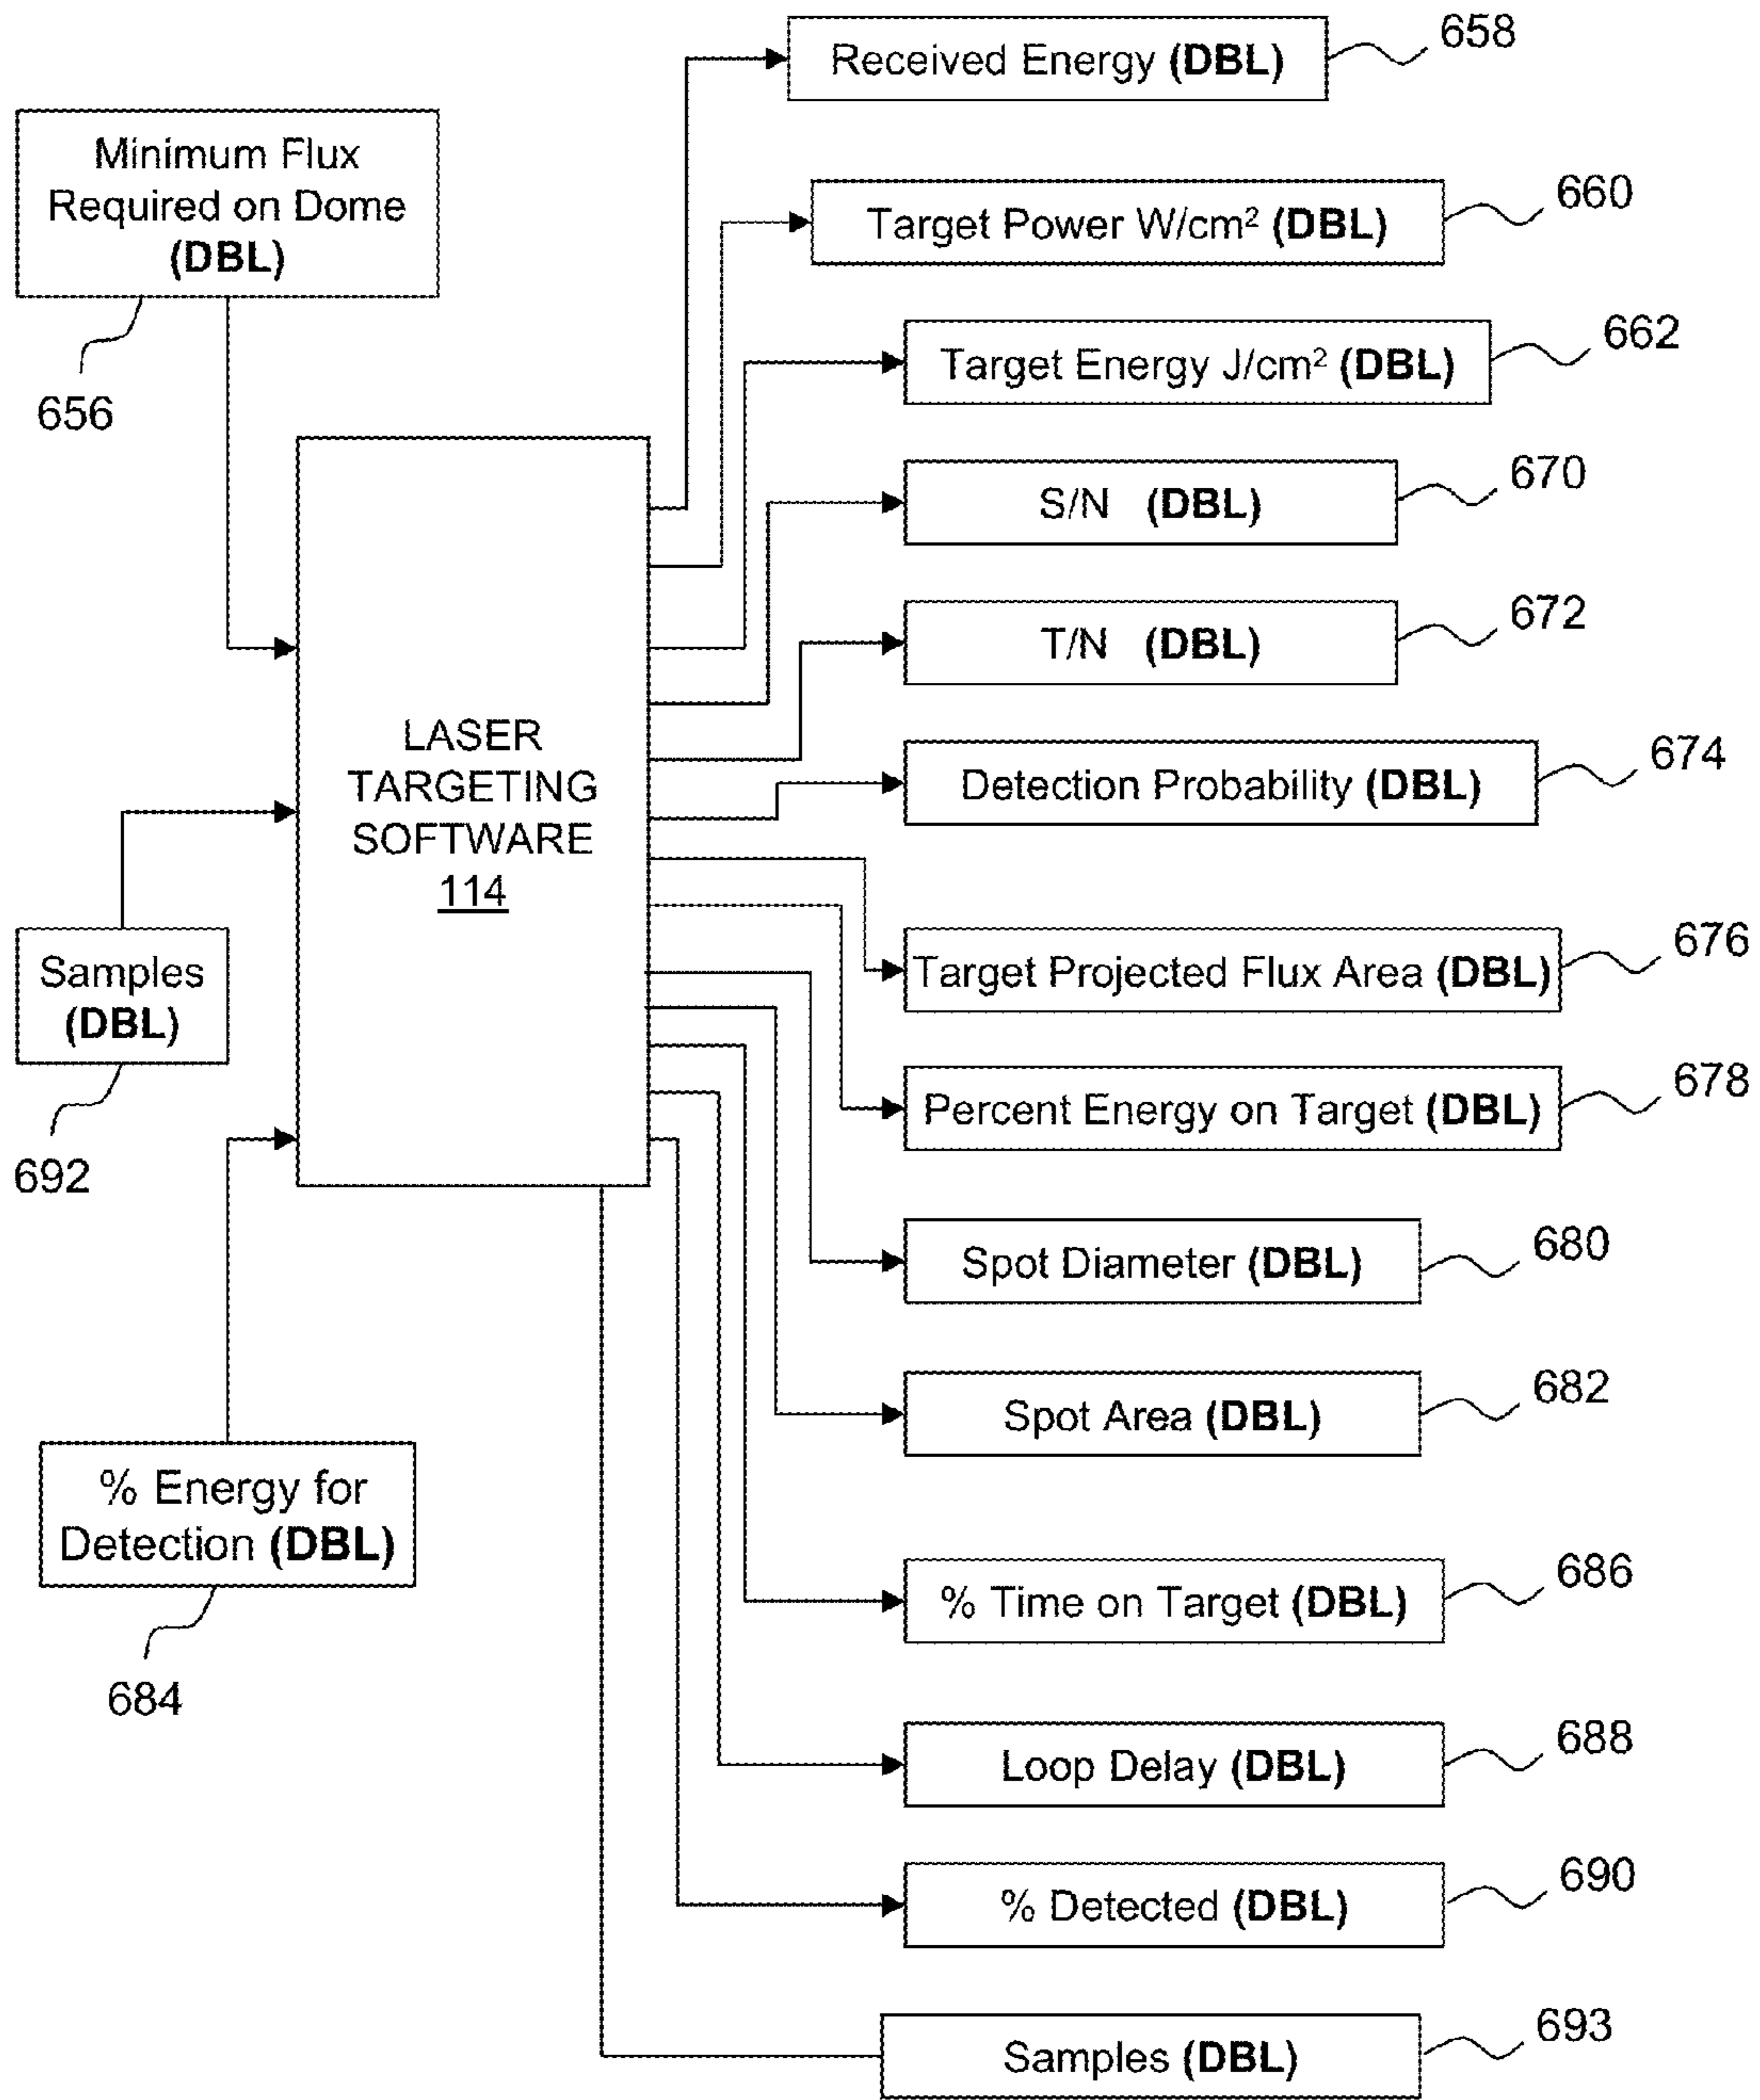 Received Energy (DBL)
658
Minimum Flux
Required on Dome
(DBL)
656
Target Power W/cm² (DBL)
660
Target Energy J/cm² (DBL)
662
S/N (DBL)
670
T/N (DBL)
672
LASER
TARGETING
SOFTWARE
114
Detection Probability (DBL)
674
Samples
(DBL)
692
Target Projected Flux Area (DBL)
676
Percent Energy on Target (DBL)
678
Spot Diameter (DBL)
680
Spot Area (DBL)
682
% Energy for
Detection (DBL)
684
% Time on Target (DBL)
686
Loop Delay (DBL)
688
% Detected (DBL)
690
Samples (DBL)
693